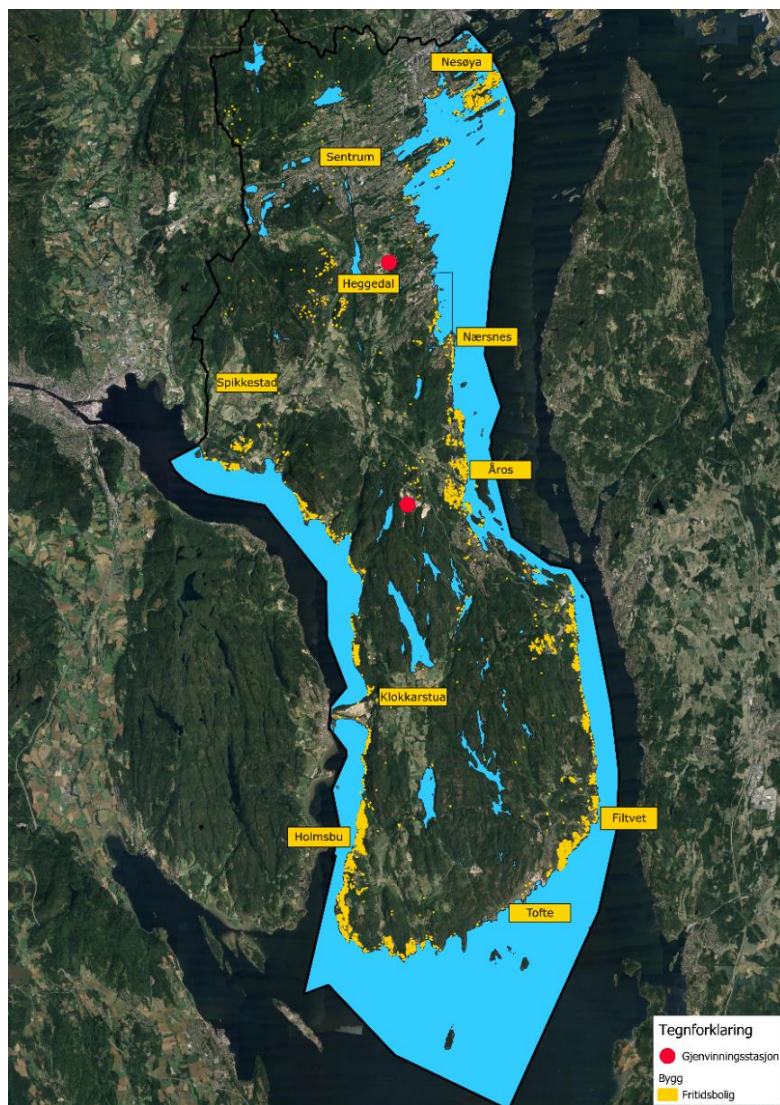 Nesøya
Sentrum
Heggedal
Nærsnes
Spikkestad
Åros
Klokkarstua
Holmsbu
Filtvet
Tofte
Tegnforklaring
Gjenvinningsstasjon
Bygg
Fritidsbolig